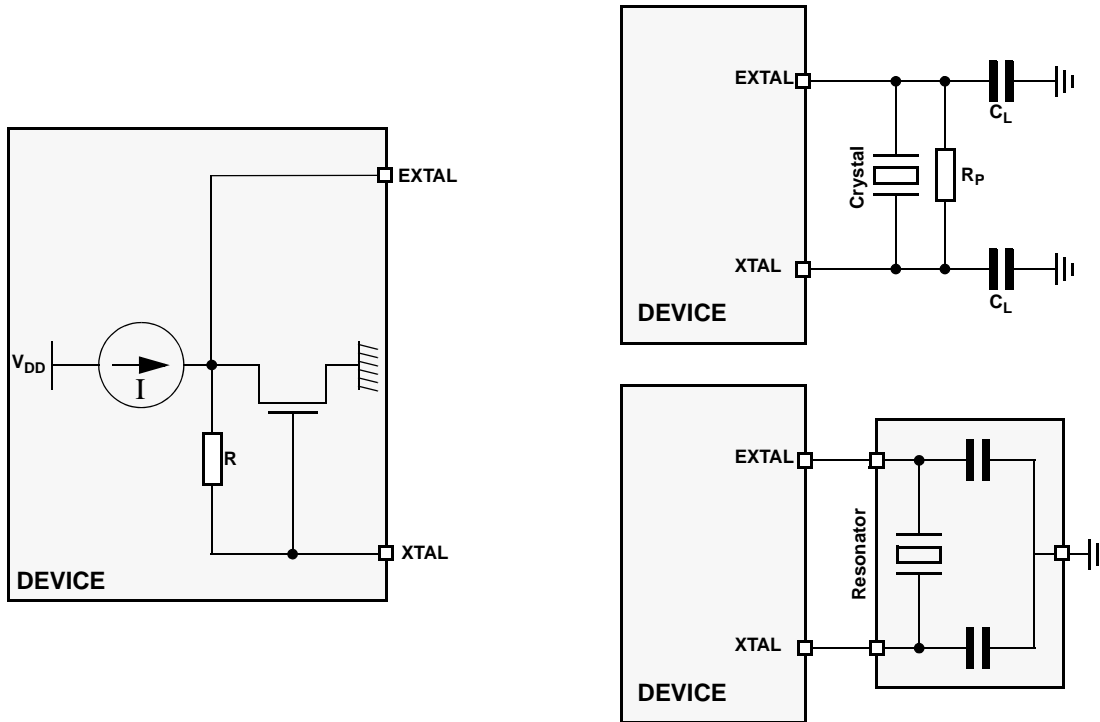 EXTAL
V_DD
I
R
XTAL
DEVICE
EXTAL
C_L
Crystal
R_P
XTAL
C_L
DEVICE
EXTAL
Resonator
XTAL
DEVICE